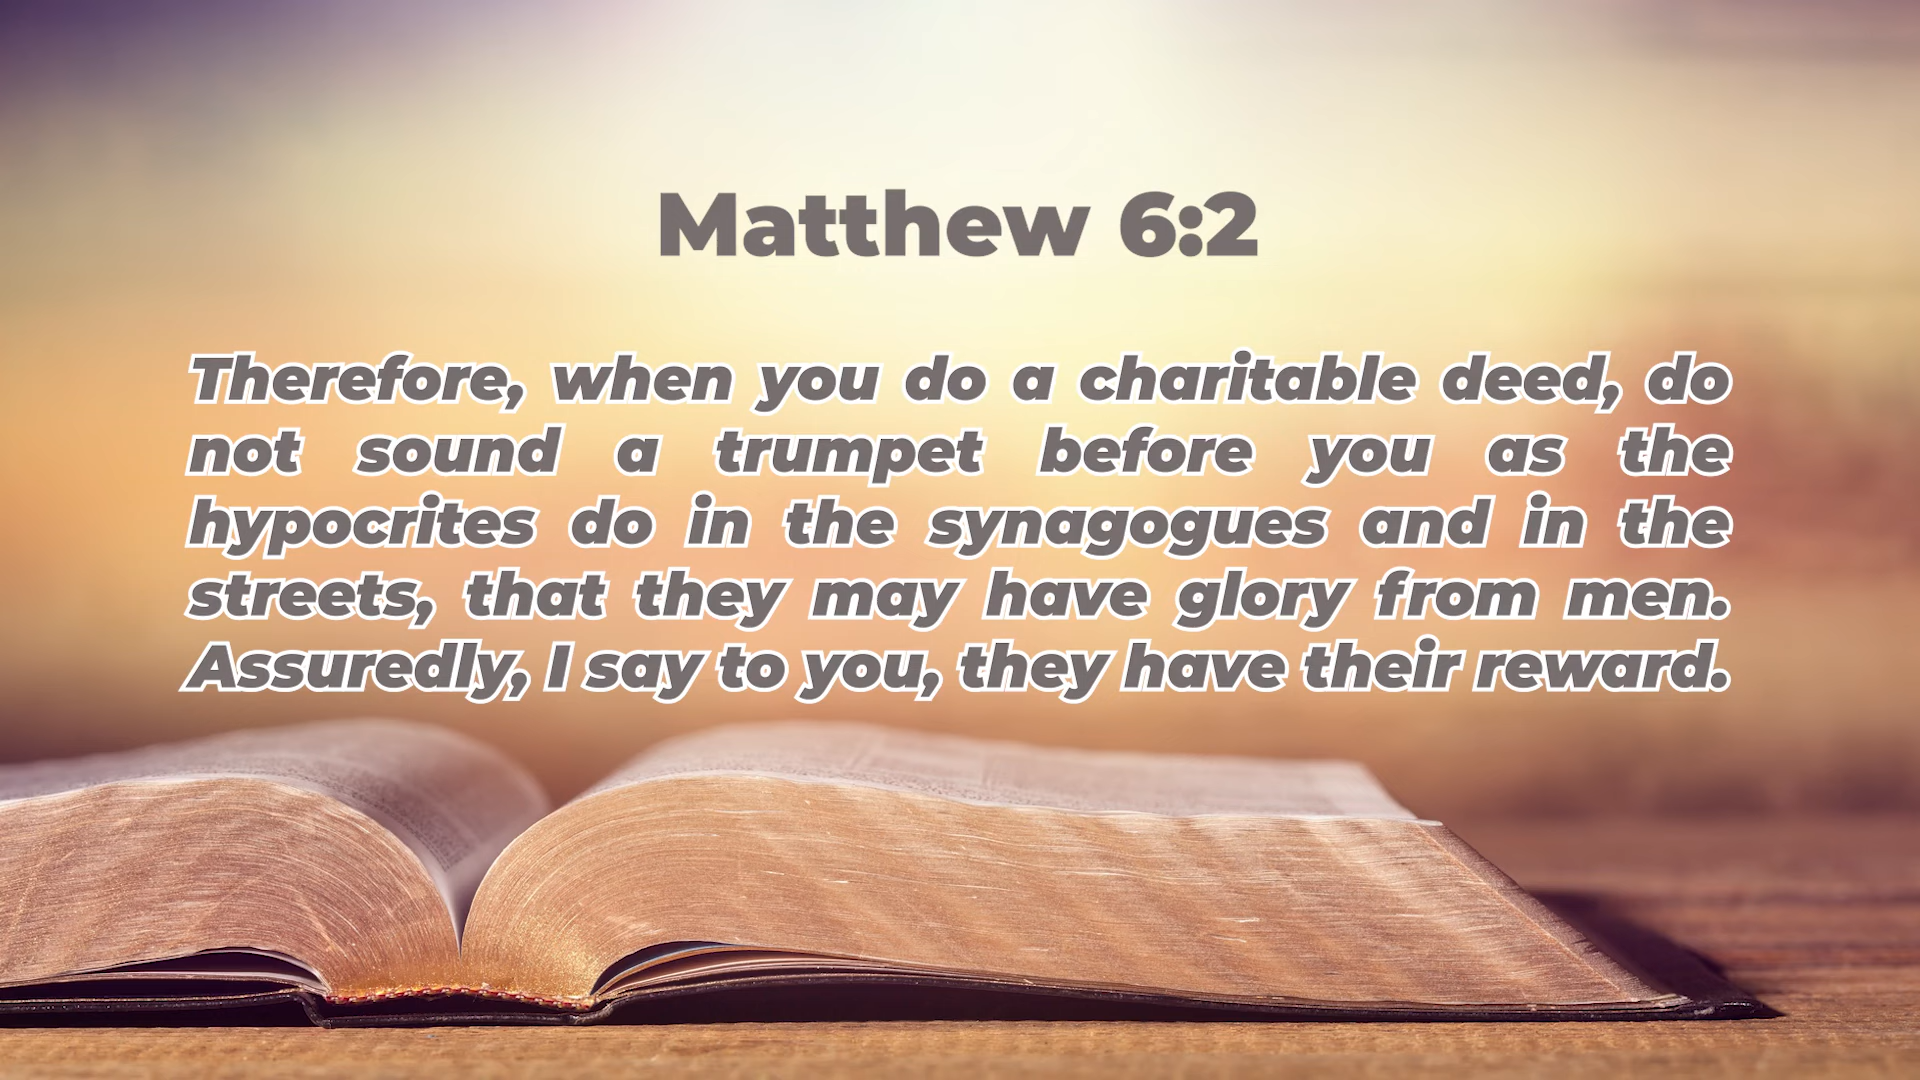 Matthew 6:2
Therefore, when you do a charitable deed, do
not sound a trumpet before you as the
hypocrites do in the synagogues and in the
streets, that they may have glory from men.
Assuredly, I say to you, they have their reward.